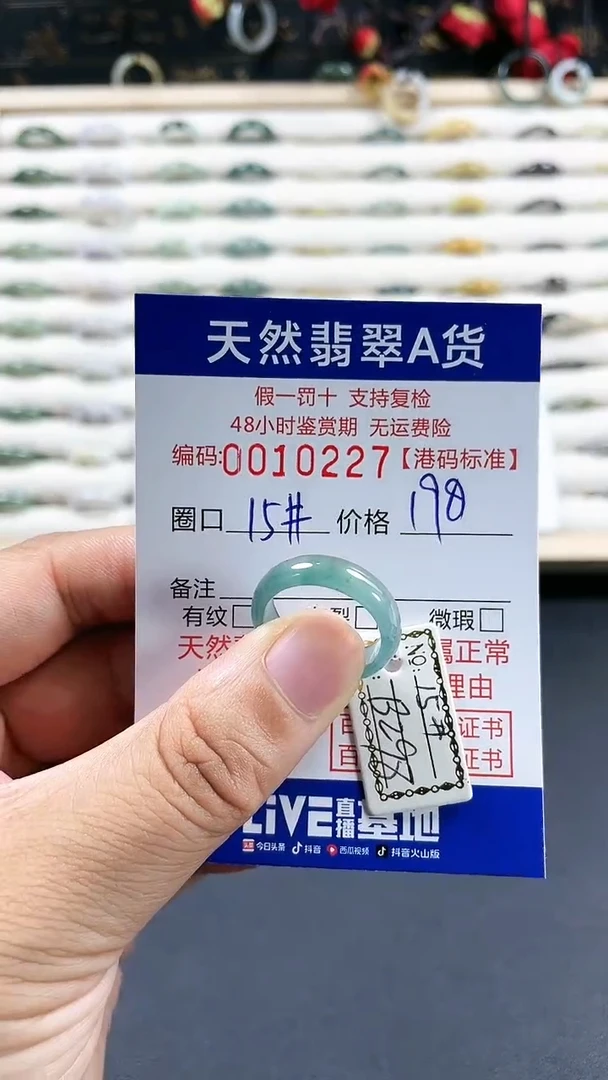 天然翡翠A货
假一罚十 支持复检
48小时鉴赏期 无运费险
编码:0010227【港码标准】
圈口 15# 价格 198
备注
有纹 裂 微瑕
天然 属正常
理由
证书
证书
NO: 15#
LIVE直播基地
今日头条 抖音 西瓜视频 抖音火山版